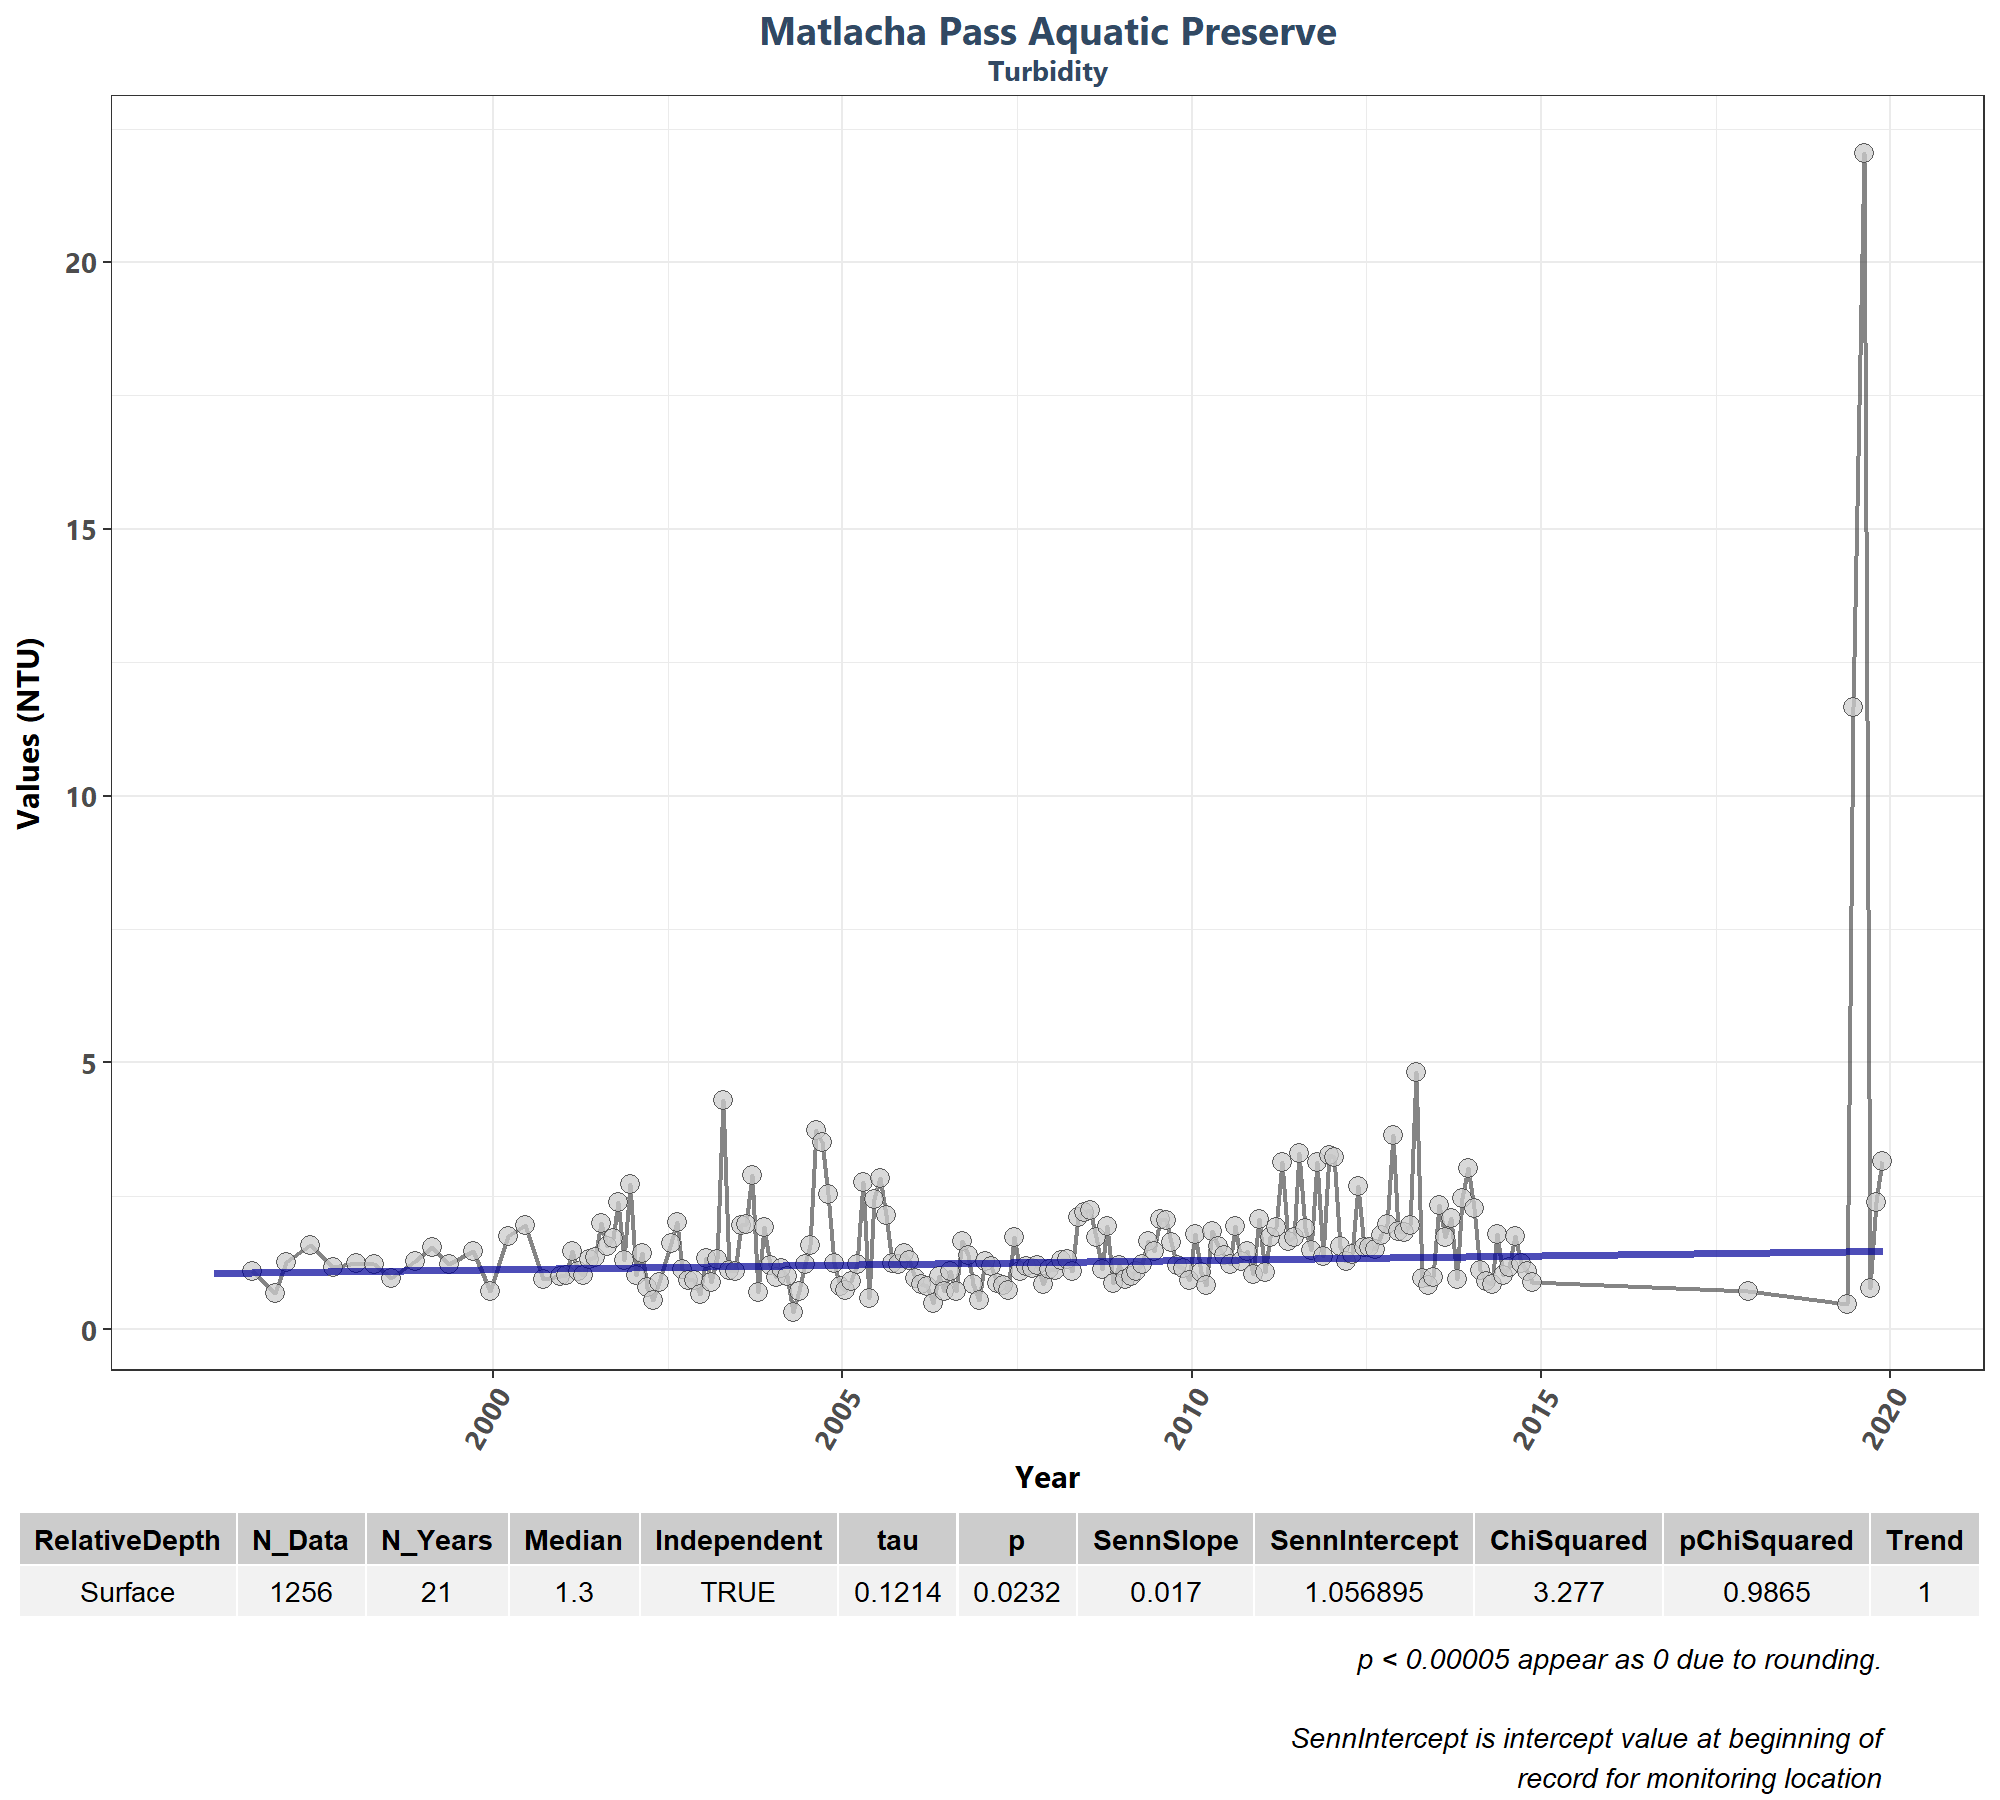 Matlacha Pass Aquatic Preserve
Turbidity
Values (NTU)
20
15
10
5
0
2000 2005 2010 2015 2020
Year
RelativeDepth N_Data N_Years Median Independent tau p SennSlope SennIntercept ChiSquared pChiSquared Trend
Surface 1256 21 1.3 TRUE 0.1214 0.0232 0.017 1.056895 3.277 0.9865 1
p < 0.00005 appear as 0 due to rounding.
SennIntercept is intercept value at beginning of
record for monitoring location